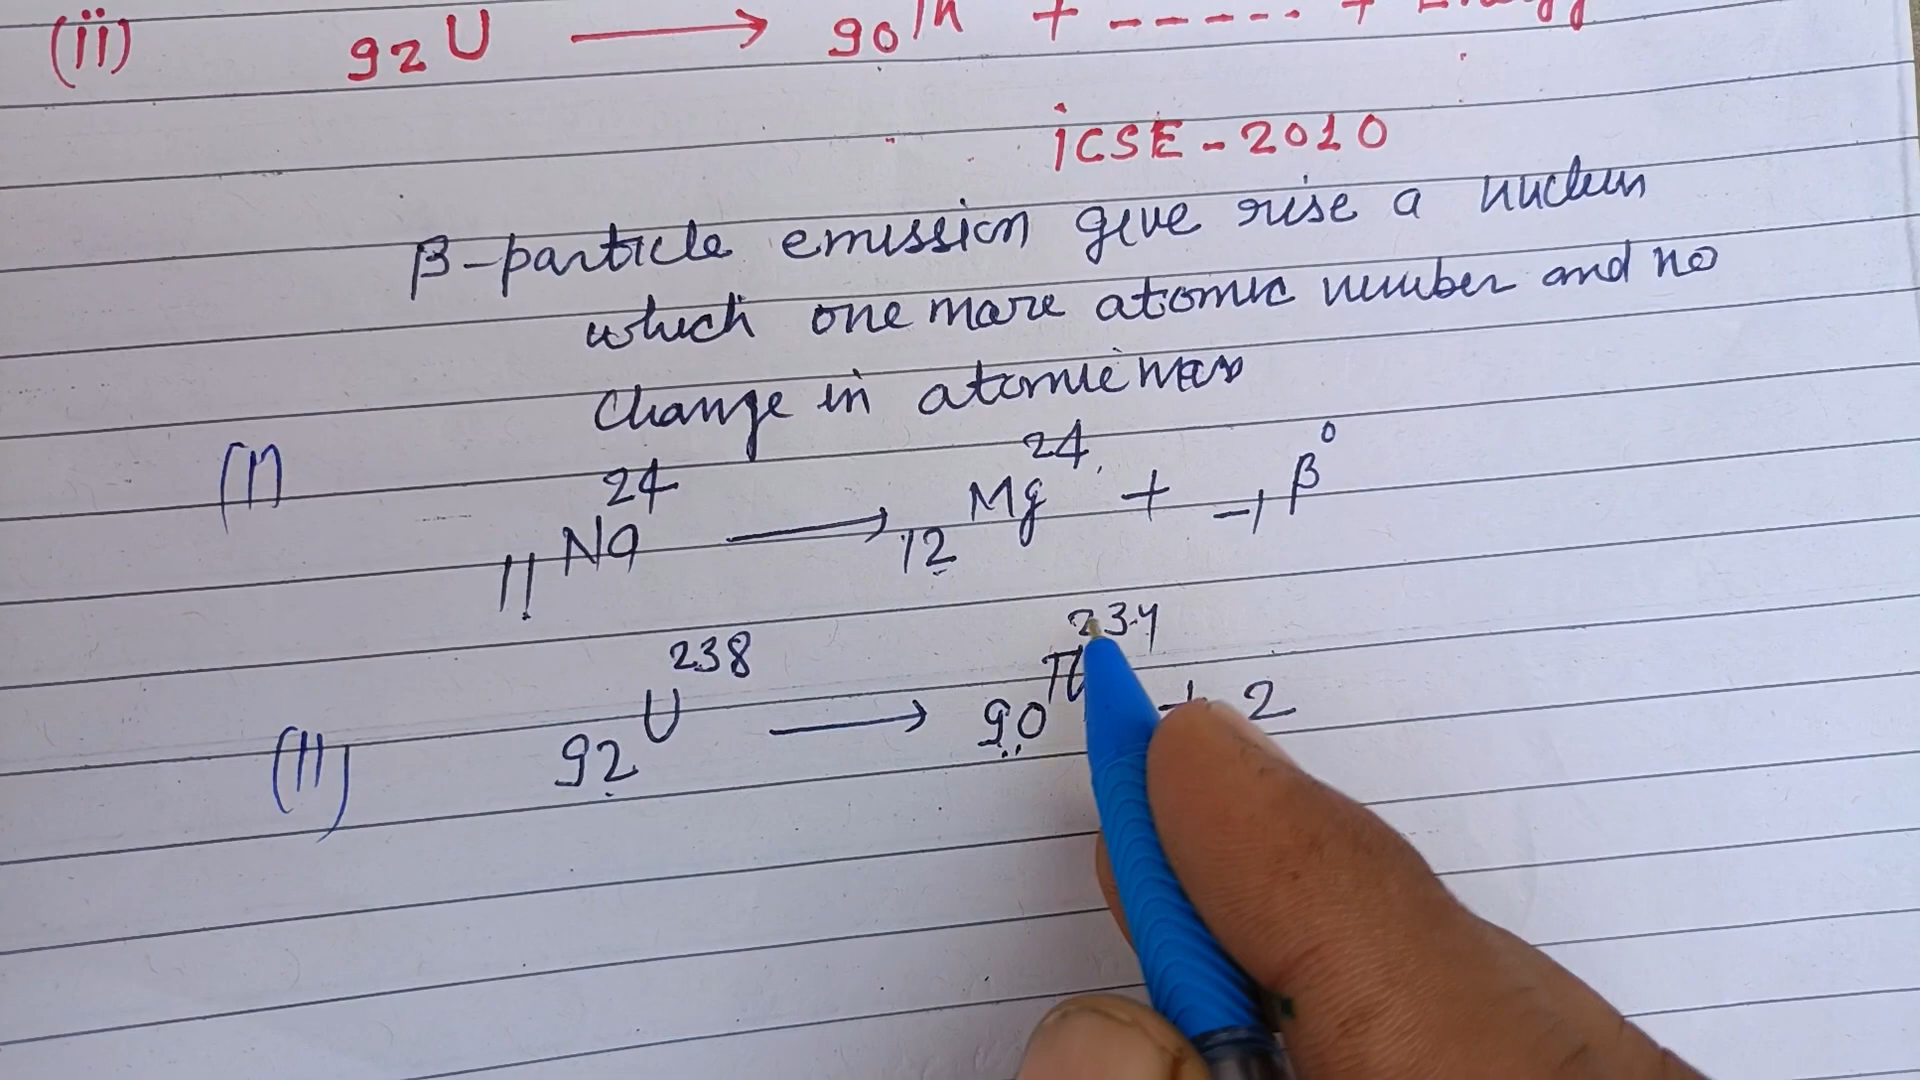 (ii) 92U → 90Th + ------ + Energy
ICSE - 2010
β-particle emission give rise a nucleus
which one more atomic number and no
change in atomic mass
(I) 11Na24 → 12Mg24 + -1β0
(II) 92U238 → 90Th234 + 2